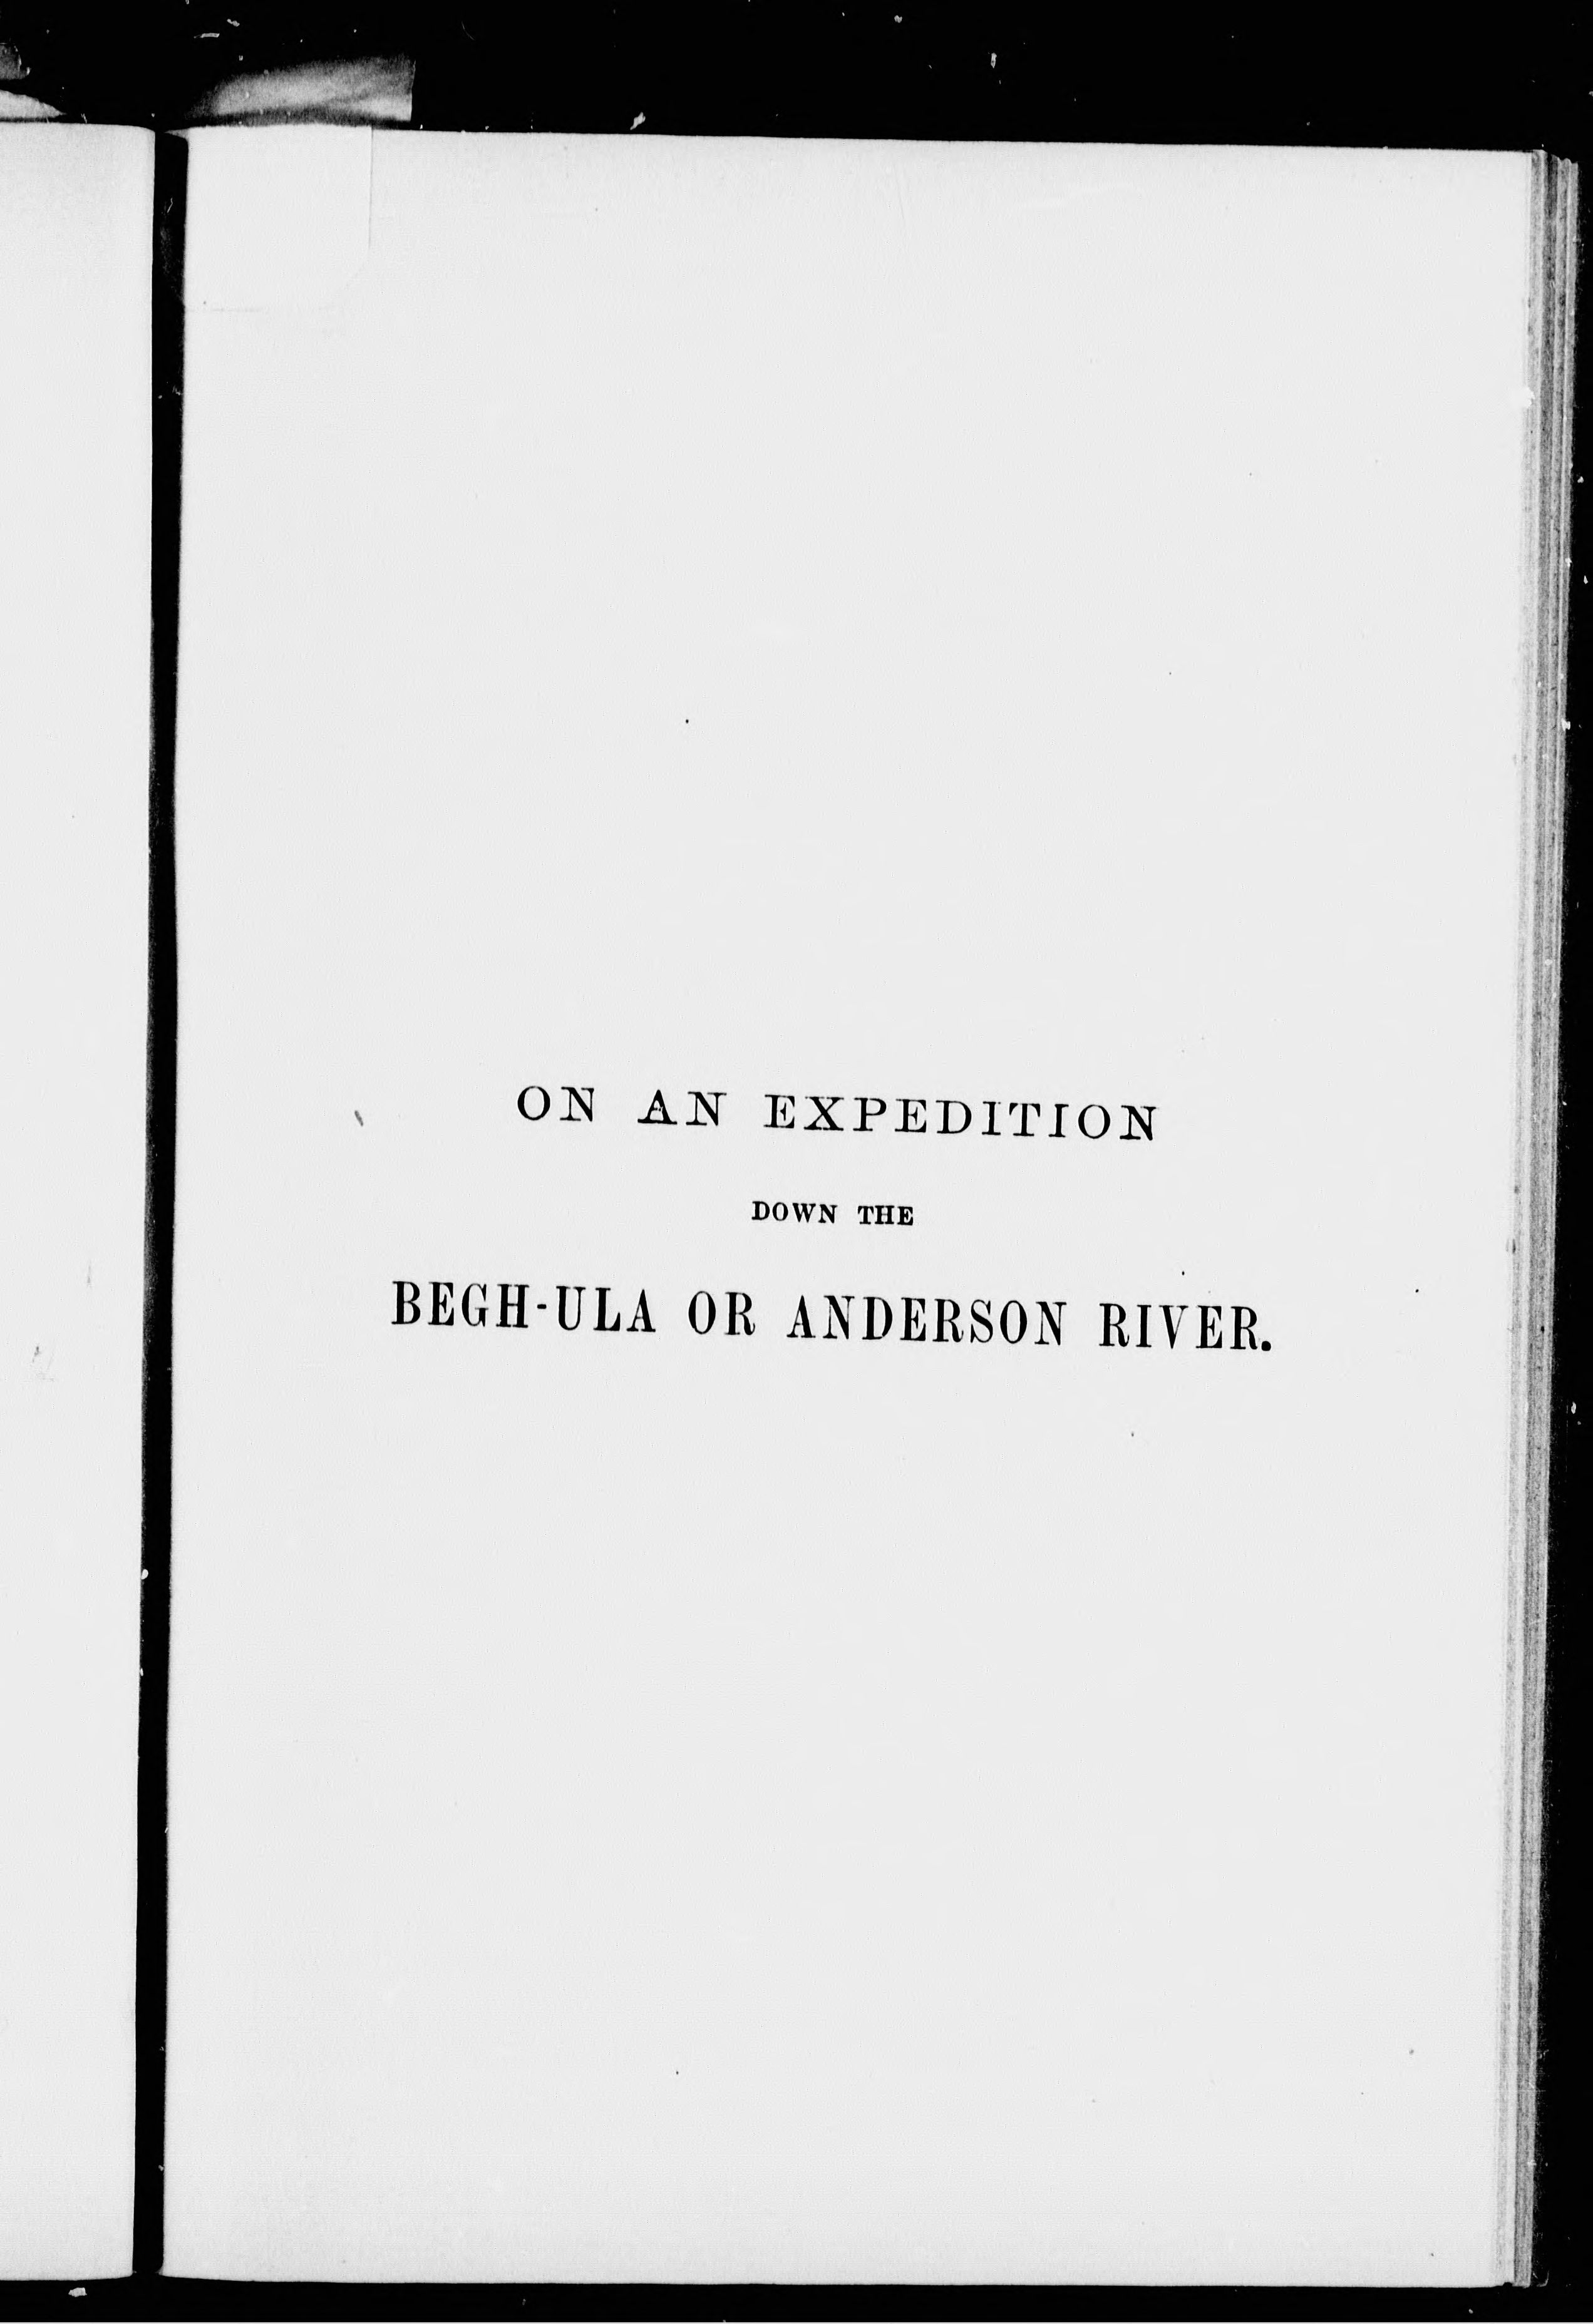 ON AN EXPEDITION
DOWN THE
BEGH-ULA OR ANDERSON RIVER.